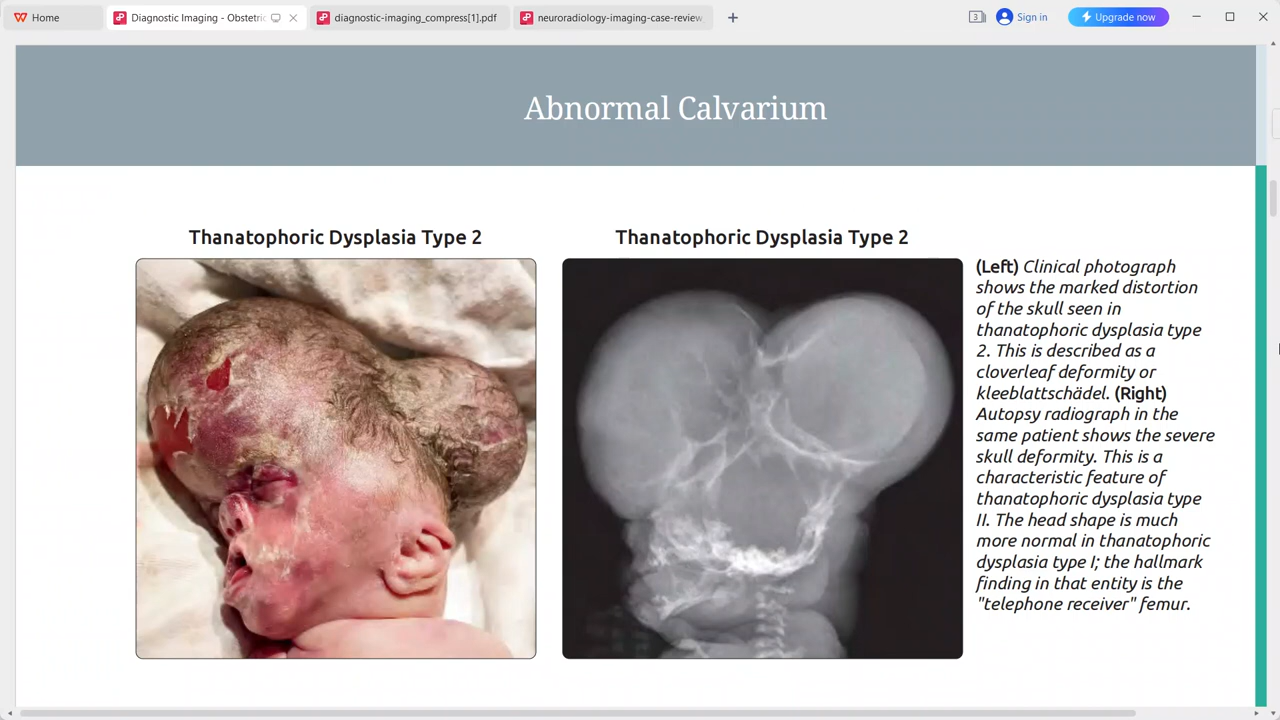 Home
Diagnostic Imaging - Obstetric
diagnostic-imaging_compress[1].pdf
neuroradiology-imaging-case-review
3
Sign in
Upgrade now
Abnormal Calvarium
Thanatophoric Dysplasia Type 2
Thanatophoric Dysplasia Type 2
(Left) Clinical photograph
shows the marked distortion
of the skull seen in
thanatophoric dysplasia type
2. This is described as a
cloverleaf deformity or
kleeblattschädel. (Right)
Autopsy radiograph in the
same patient shows the severe
skull deformity. This is a
characteristic feature of
thanatophoric dysplasia type
II. The head shape is much
more normal in thanatophoric
dysplasia type I; the hallmark
finding in that entity is the
"telephone receiver" femur.